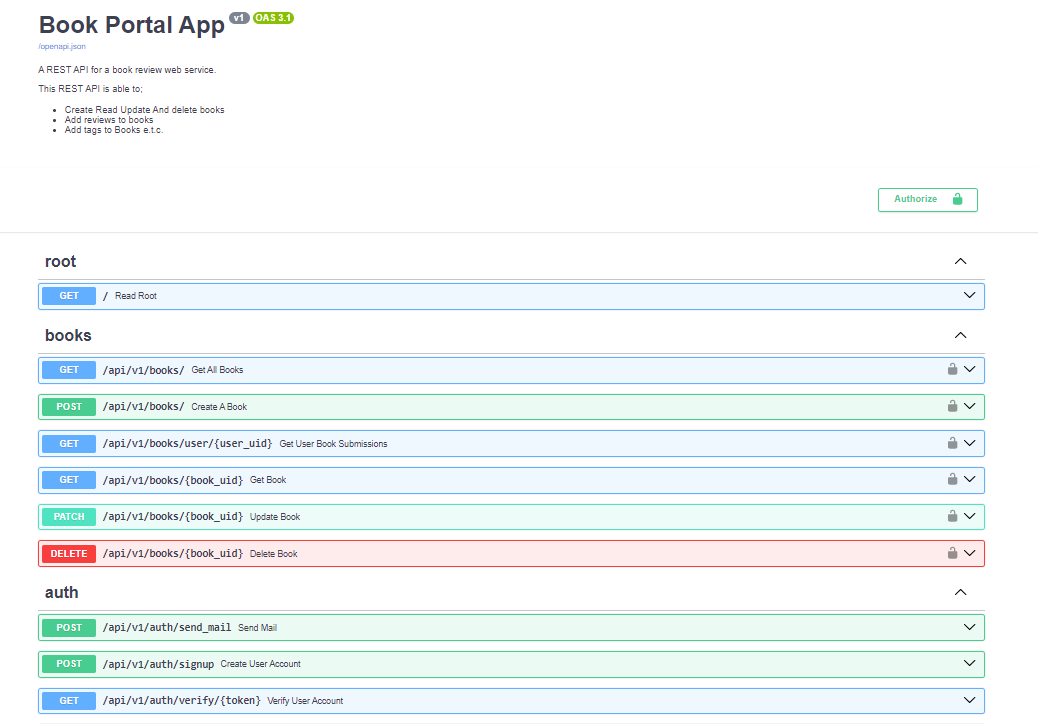 Book Portal App v1 OAS 3.1
/openapi.json
A REST API for a book review web service.
This REST API is able to;
Create Read Update And delete books
Add reviews to books
Add tags to Books e.t.c.
Authorize
root
GET / Read Root
books
GET /api/v1/books/ Get All Books
POST /api/v1/books/ Create A Book
GET /api/v1/books/user/{user_uid} Get User Book Submissions
GET /api/v1/books/{book_uid} Get Book
PATCH /api/v1/books/{book_uid} Update Book
DELETE /api/v1/books/{book_uid} Delete Book
auth
POST /api/v1/auth/send_mail Send Mail
POST /api/v1/auth/signup Create User Account
GET /api/v1/auth/verify/{token} Verify User Account